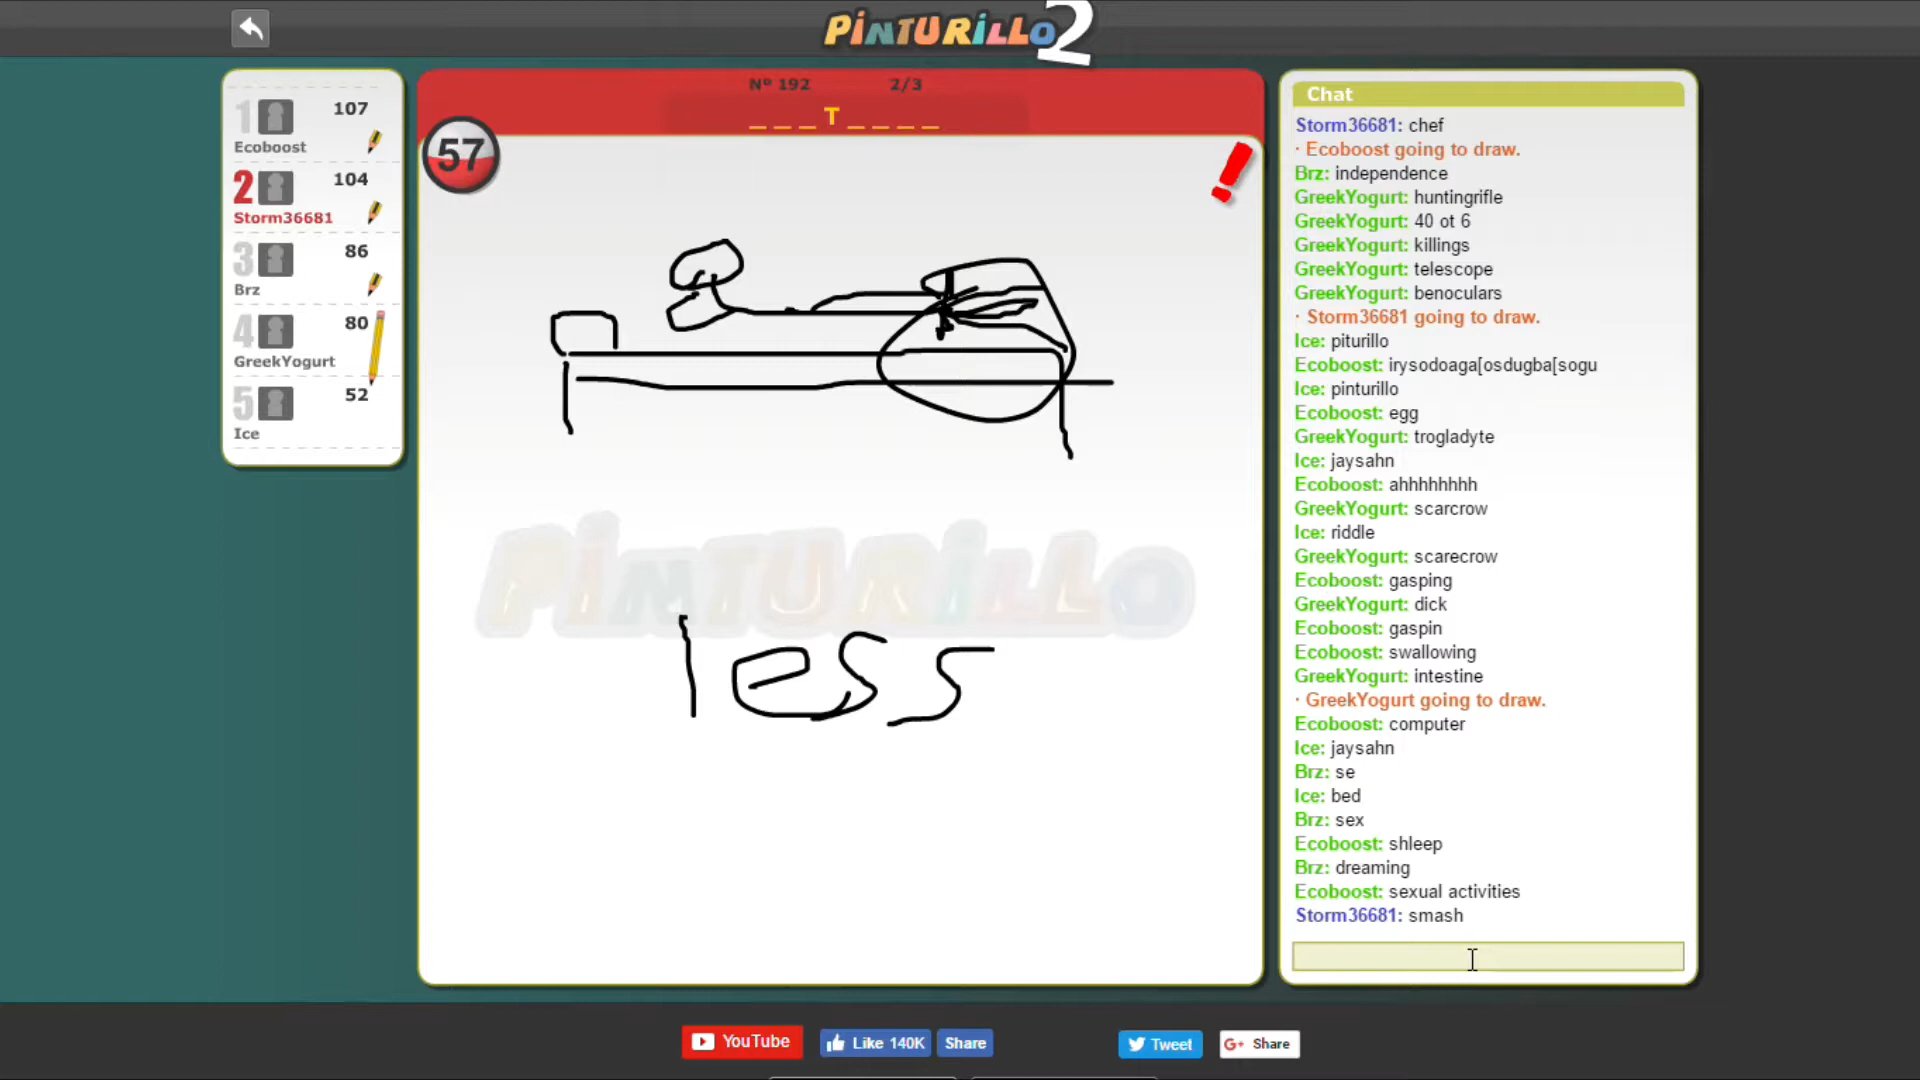 PiNTURiLLO2
Nº 192 2/3
_ _ _ T _ _ _ _
57
1 107
Ecoboost
2 104
Storm36681
3 86
Brz
4 80
GreekYogurt
5 52
Ice
PiNTURiLLO
less
Chat
Storm36681: chef
· Ecoboost going to draw.
Brz: independence
GreekYogurt: huntingrifle
GreekYogurt: 40 ot 6
GreekYogurt: killings
GreekYogurt: telescope
GreekYogurt: benoculars
· Storm36681 going to draw.
Ice: piturillo
Ecoboost: irysodoaga[osdugba[sogu
Ice: pinturillo
Ecoboost: egg
GreekYogurt: trogladyte
Ice: jaysahn
Ecoboost: ahhhhhhhh
GreekYogurt: scarcrow
Ice: riddle
GreekYogurt: scarecrow
Ecoboost: gasping
GreekYogurt: dick
Ecoboost: gaspin
Ecoboost: swallowing
GreekYogurt: intestine
· GreekYogurt going to draw.
Ecoboost: computer
Ice: jaysahn
Brz: se
Ice: bed
Brz: sex
Ecoboost: shleep
Brz: dreaming
Ecoboost: sexual activities
Storm36681: smash
YouTube Like 140K Share Tweet G+ Share